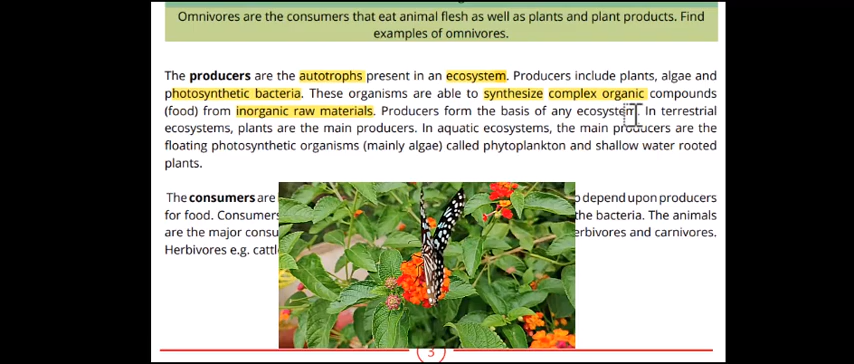 Omnivores are the consumers that eat animal flesh as well as plants and plant products. Find
examples of omnivores.
The producers are the autotrophs present in an ecosystem. Producers include plants, algae and
photosynthetic bacteria. These organisms are able to synthesize complex organic compounds
(food) from inorganic raw materials. Producers form the basis of any ecosystem. In terrestrial
ecosystems, plants are the main producers. In aquatic ecosystems, the main producers are the
floating photosynthetic organisms (mainly algae) called phytoplankton and shallow water rooted
plants.
The consumers are depend upon producers
for food. Consumers the bacteria. The animals
are the major and carnivores.
Herbivores e.g.
3